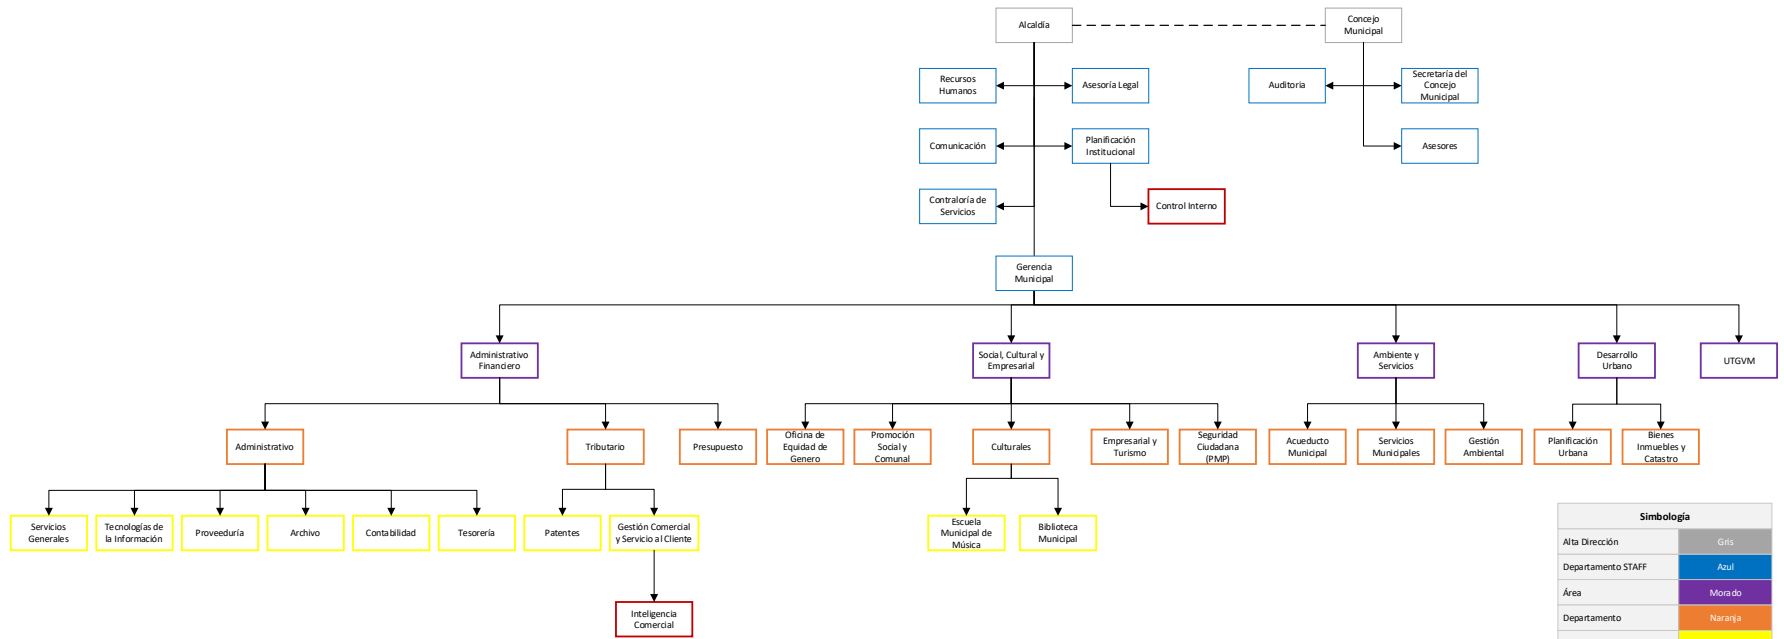 Alcaldía
Concejo
Municipal
Recursos
Humanos
Asesoría Legal
Auditoria
Secretaría del
Concejo
Municipal
Comunicación
Planificación
Institucional
Asesores
Contraloría de
Servicios
Control Interno
Gerencia
Municipal
Administrativo
Financiero
Social, Cultural y
Empresarial
Ambiente y
Servicios
Desarrollo
Urbano
UTGVM
Administrativo
Tributario
Presupuesto
Oficina de
Equidad de
Genero
Promoción
Social y
Comunal
Culturales
Empresarial y
Turismo
Seguridad
Ciudadana
(PMP)
Acueducto
Municipal
Servicios
Municipales
Gestión
Ambiental
Planificación
Urbana
Bienes
Inmuebles y
Catastro
Servicios
Generales
Tecnologías de
la Información
Proveeduría
Archivo
Contabilidad
Tesorería
Patentes
Gestión Comercial
y Servicio al Cliente
Escuela
Municipal de
Música
Biblioteca
Municipal
Inteligencia
Comercial
Simbología
Alta Dirección Gris
Departamento STAFF Azul
Área Morado
Departamento Naranja